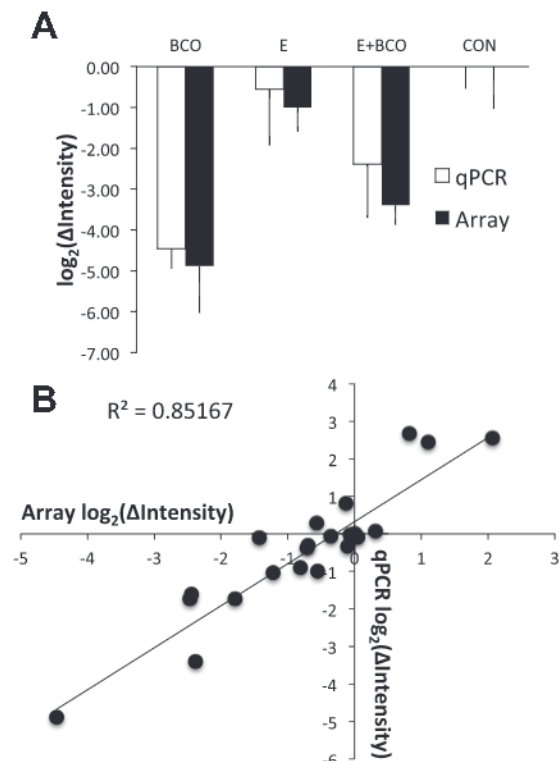 A
BCO E E+BCO CON
0.00
-1.00
-2.00
-3.00
-4.00
-5.00
-6.00
-7.00
log₂(ΔIntensity)
qPCR
Array
B
R² = 0.85167
Array log₂(ΔIntensity)
4
3
2
1
-5 -4 -3 -2 -1 0 1 2 3
-1
-2
-3
-4
-5
-6
qPCR log₂(ΔIntensity)